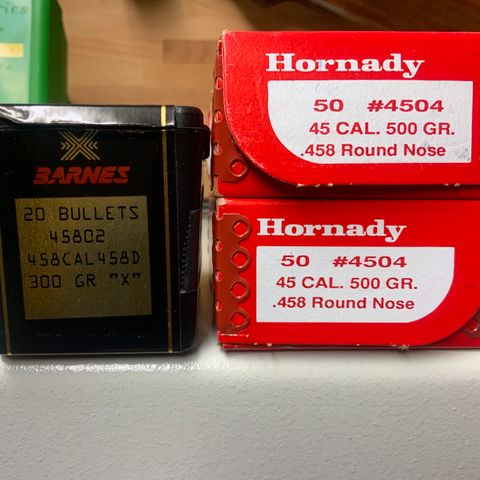 ries
BARNES
20 BULLETS
45802
458CAL458D
300 GR "X"
Hornady
50 #4504
45 CAL. 500 GR.
.458 Round Nose
Hornady
50 #4504
45 CAL. 500 GR.
.458 Round Nose